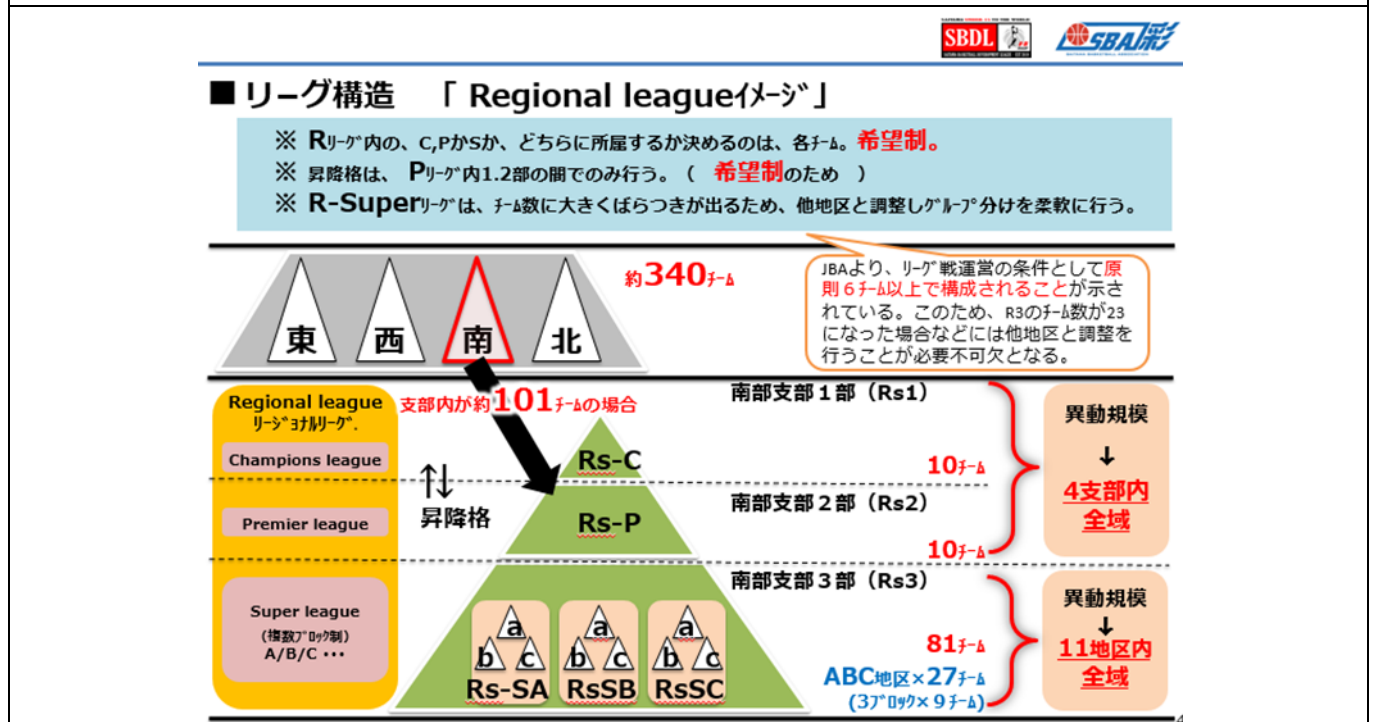 SBDL
SBA彩
■リーグ構造 「 Regional leagueｲﾒｰｼﾞ」
※ Rﾘｰｸﾞ内の、C,PかSか、どちらに所属するか決めるのは、各ﾁｰﾑ。希望制。
※ 昇降格は、 Pﾘｰｸﾞ内1.2部の間でのみ行う。（ 希望制のため ）
※ R-Superﾘｰｸﾞは、ﾁｰﾑ数に大きくばらつきが出るため、他地区と調整しｸﾞﾙｰﾌﾟ分けを柔軟に行う。
東 西 南 北
約340ﾁｰﾑ
JBAより、ﾘｰｸﾞ戦運営の条件として原
則６ﾁｰﾑ以上で構成されることが示さ
れている。このため、R3のﾁｰﾑ数が23
になった場合などには他地区と調整を
行うことが必要不可欠となる。
Regional league
ﾘｰｼﾞｮﾅﾙﾘｰｸﾞ.
支部内が約101ﾁｰﾑの場合
Champions league
Premier league
Super league
(複数ﾌﾞﾛｯｸ制)
A/B/C ･･･
↑↓
昇降格
Rs-C
Rs-P
a a a
b c b c b c
Rs-SA RsSB RsSC
南部支部１部（Rs1）
10ﾁｰﾑ
南部支部２部（Rs2）
10ﾁｰﾑ
南部支部３部（Rs3）
81ﾁｰﾑ
ABC地区×27ﾁｰﾑ
(3ﾌﾞﾛｯｸ×９ﾁｰﾑ)
異動規模
↓
4支部内
全域
異動規模
↓
11地区内
全域
4